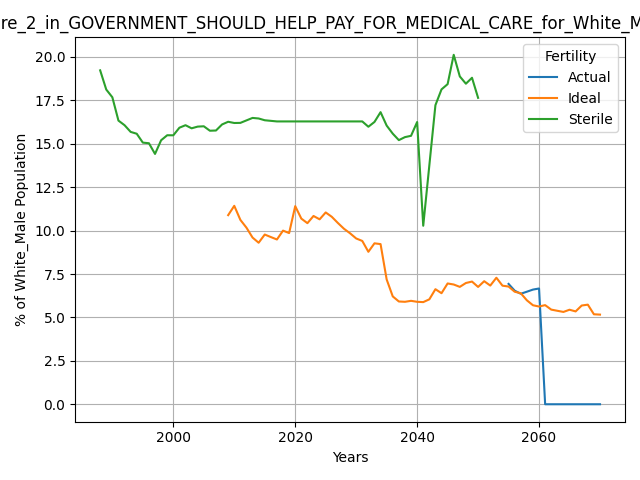 re_2_in_GOVERNMENT_SHOULD_HELP_PAY_FOR_MEDICAL_CARE_for_White_M
Fertility
Actual
Ideal
Sterile
% of White_Male Population
20.0
17.5
15.0
12.5
10.0
7.5
5.0
2.5
0.0
2000 2020 2040 2060
Years